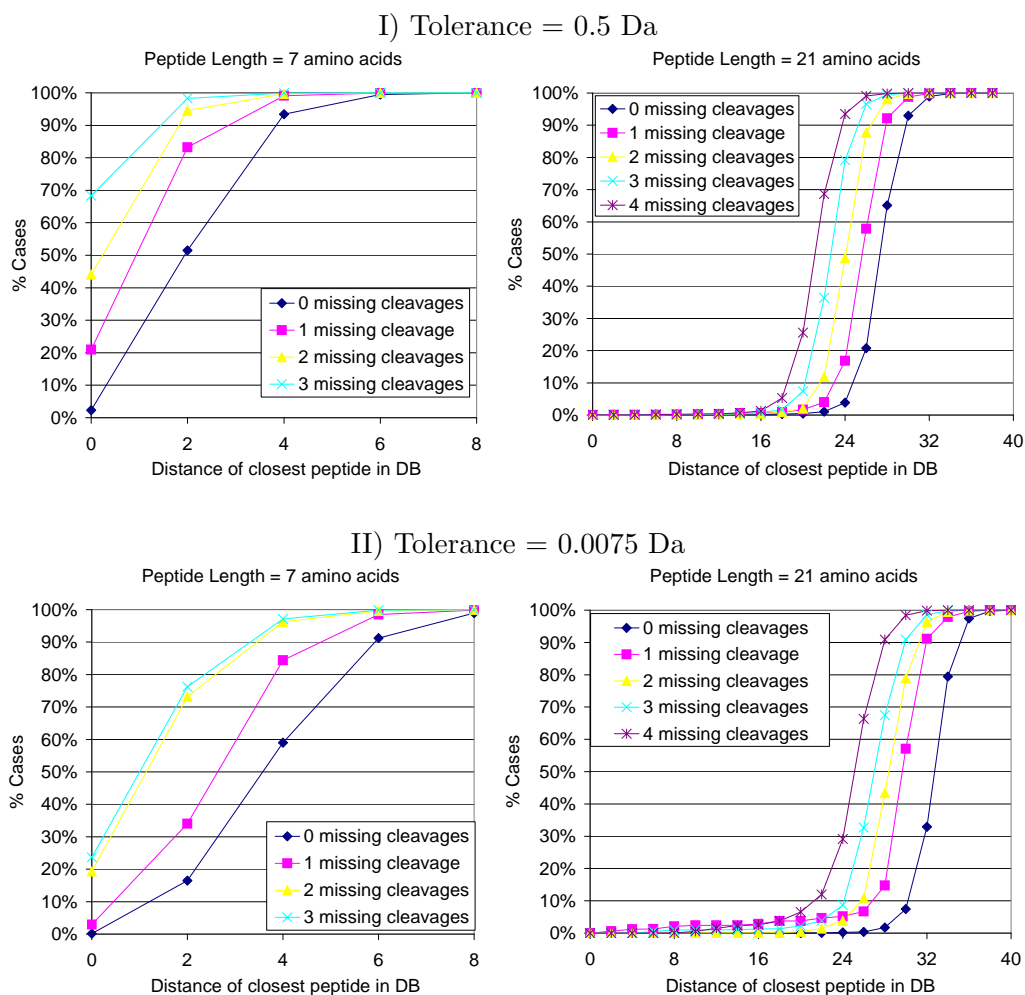 I) Tolerance = 0.5 Da
Peptide Length = 7 amino acids
100%
90%
80%
70%
60%
50%
40%
30%
20%
10%
0%
% Cases
0 2 4 6 8
Distance of closest peptide in DB
0 missing cleavages
1 missing cleavage
2 missing cleavages
3 missing cleavages
Peptide Length = 21 amino acids
100%
90%
80%
70%
60%
50%
40%
30%
20%
10%
0%
% Cases
0 8 16 24 32 40
Distance of closest peptide in DB
0 missing cleavages
1 missing cleavage
2 missing cleavages
3 missing cleavages
4 missing cleavages
II) Tolerance = 0.0075 Da
Peptide Length = 7 amino acids
100%
90%
80%
70%
60%
50%
40%
30%
20%
10%
0%
% Cases
0 2 4 6 8
Distance of closest peptide in DB
0 missing cleavages
1 missing cleavage
2 missing cleavages
3 missing cleavages
Peptide Length = 21 amino acids
100%
90%
80%
70%
60%
50%
40%
30%
20%
10%
0%
% Cases
0 8 16 24 32 40
Distance of closest peptide in DB
0 missing cleavages
1 missing cleavage
2 missing cleavages
3 missing cleavages
4 missing cleavages